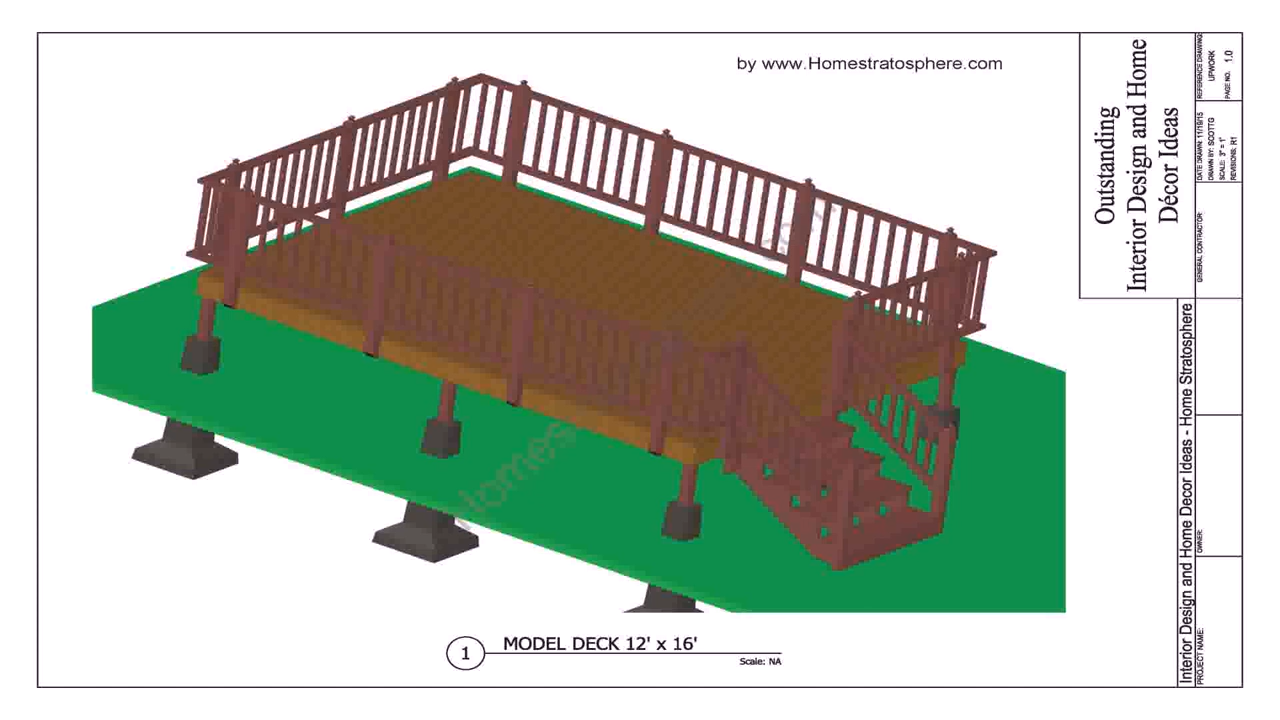 by www.Homestratosphere.com
Outstanding
Interior Design and Home
Décor Ideas
REFERENCE DRAWING:
UPWORK
PAGE NO. 1.0
DATE DRAWN: 11/19/15
DRAWN BY: SCOTTG
SCALE: 3" = 1'
REVISIONS: R1
GENERAL CONTRACTOR:
OWNER:
Interior Design and Home Decor Ideas - Home Stratosphere
PROJECT NAME:
1
MODEL DECK 12' x 16'
Scale: NA